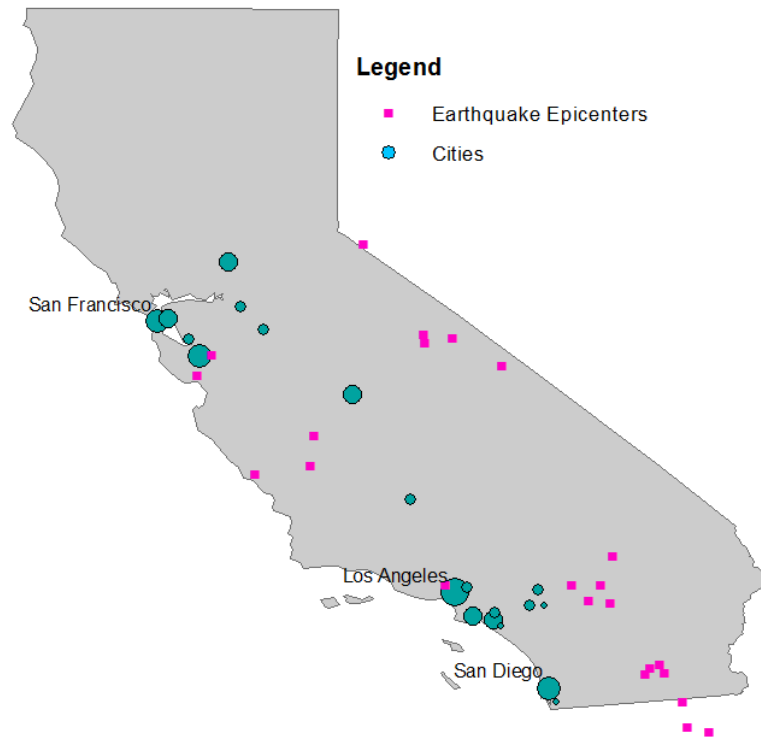 Legend
Earthquake Epicenters
Cities
San Francisco
Los Angeles
San Diego